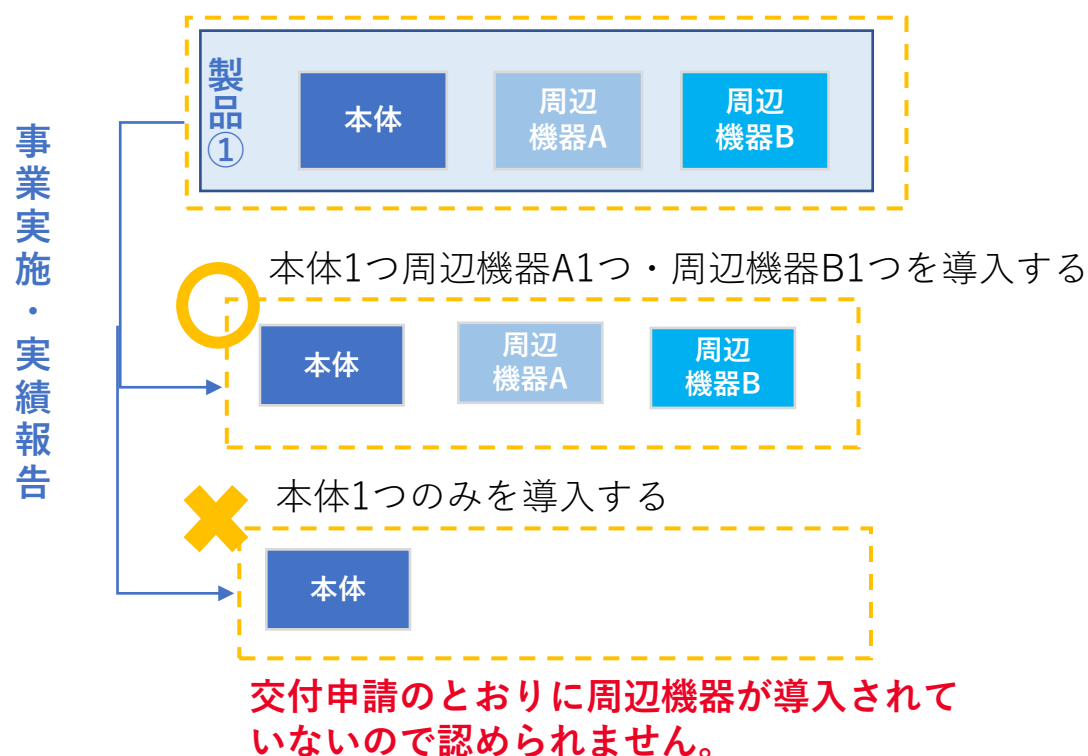 事業実施・実績報告
製品①
本体
周辺
機器A
周辺
機器B
本体1つ周辺機器A1つ・周辺機器B1つを導入する
本体
周辺
機器A
周辺
機器B
本体1つのみを導入する
本体
交付申請のとおりに周辺機器が導入されて
いないので認められません。